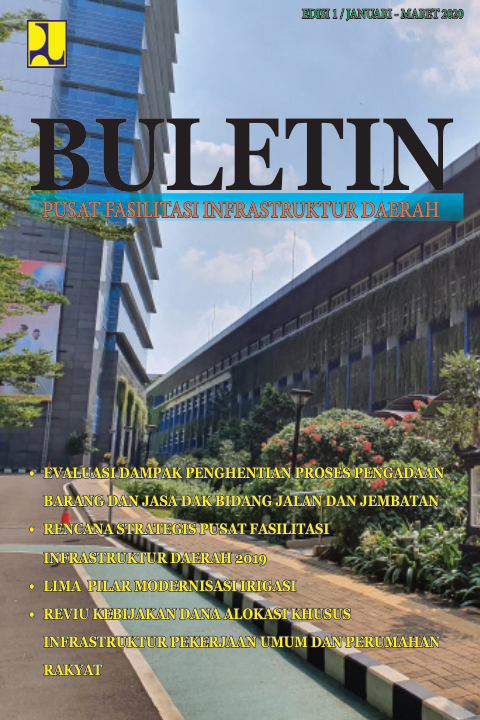 EDISI 1 / JANUARI - MARET 2020
BULETIN
PUSAT FASILITASI INFRASTRUKTUR DAERAH
• EVALUASI DAMPAK PENGHENTIAN PROSES PENGADAAN
BARANG DAN JASA DAK BIDANG JALAN DAN JEMBATAN
• RENCANA STRATEGIS PUSAT FASILITASI
INFRASTRUKTUR DAERAH 2019
• LIMA PILAR MODERNISASI IRIGASI
• REVIU KEBIJAKAN DANA ALOKASI KHUSUS
INFRASTRUKTUR PEKERJAAN UMUM DAN PERUMAHAN
RAKYAT